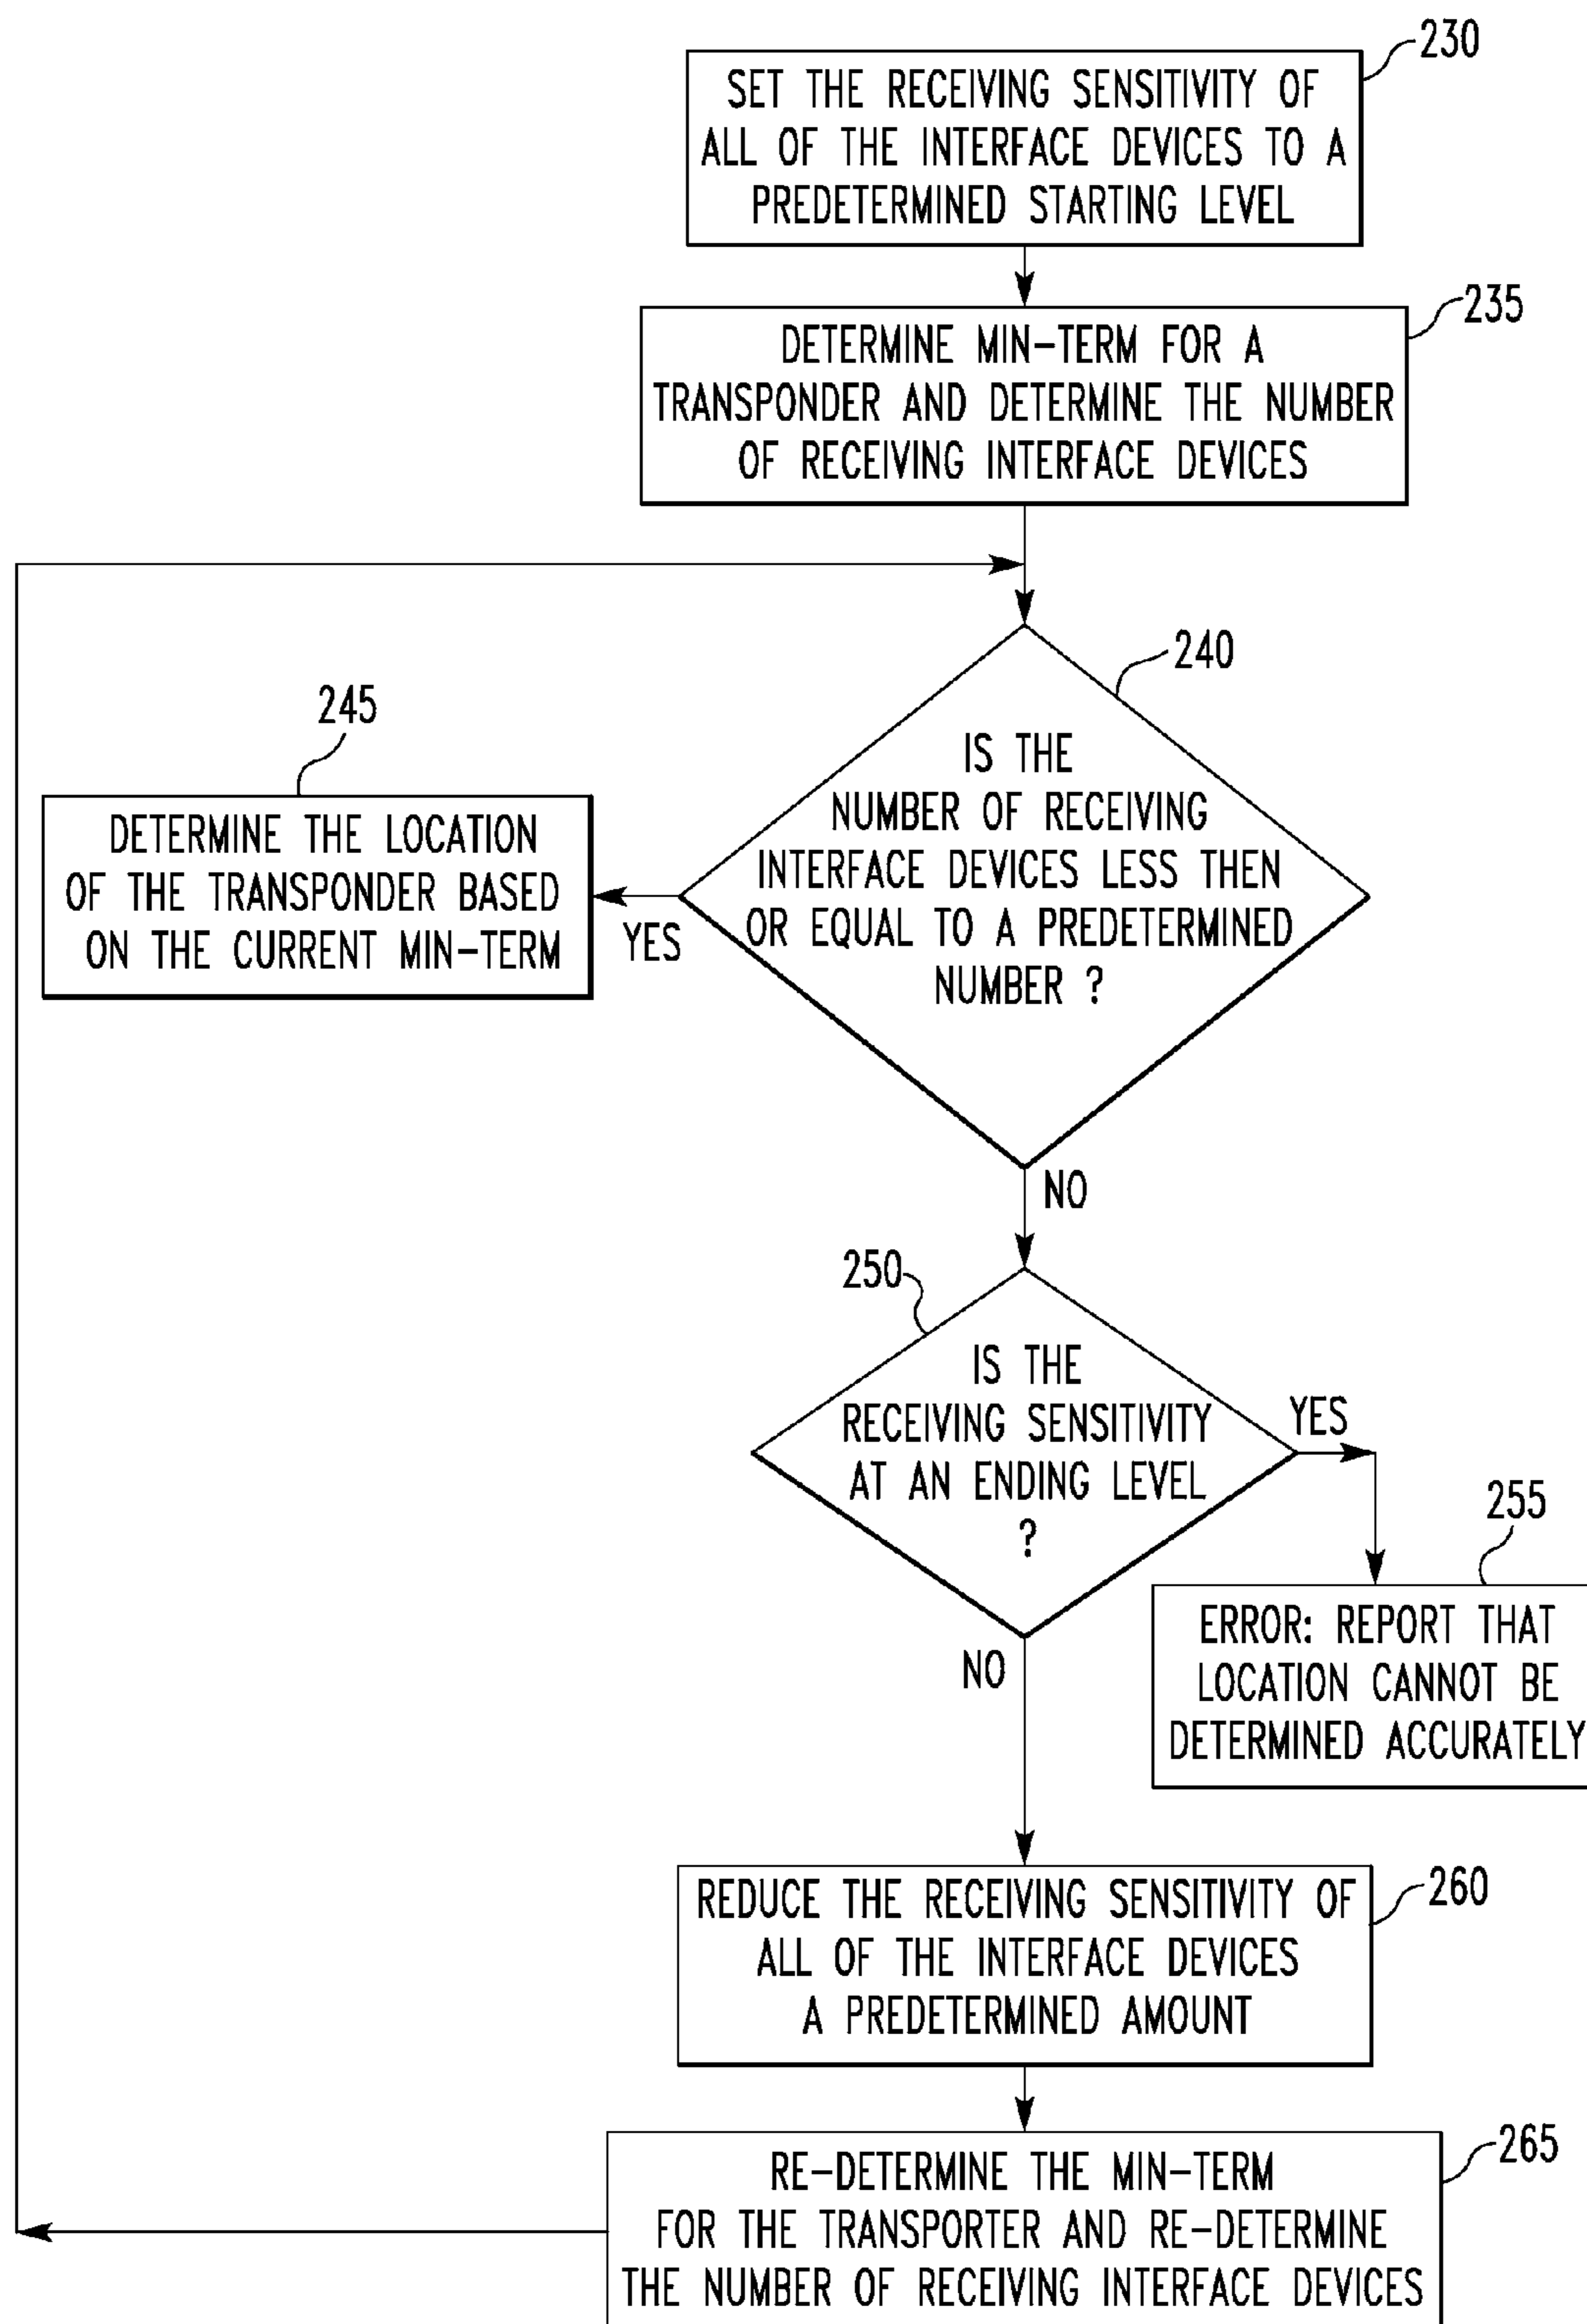 230
SET THE RECEIVING SENSITIVITY OF
ALL OF THE INTERFACE DEVICES TO A
PREDETERMINED STARTING LEVEL
235
DETERMINE MIN-TERM FOR A
TRANSPONDER AND DETERMINE THE NUMBER
OF RECEIVING INTERFACE DEVICES
240
IS THE
NUMBER OF RECEIVING
INTERFACE DEVICES LESS THEN
OR EQUAL TO A PREDETERMINED
NUMBER ?
YES
245
DETERMINE THE LOCATION
OF THE TRANSPONDER BASED
ON THE CURRENT MIN-TERM
NO
250
IS THE
RECEIVING SENSITIVITY
AT AN ENDING LEVEL
?
YES
255
ERROR: REPORT THAT
LOCATION CANNOT BE
DETERMINED ACCURATELY
NO
260
REDUCE THE RECEIVING SENSITIVITY OF
ALL OF THE INTERFACE DEVICES
A PREDETERMINED AMOUNT
265
RE-DETERMINE THE MIN-TERM
FOR THE TRANSPORTER AND RE-DETERMINE
THE NUMBER OF RECEIVING INTERFACE DEVICES